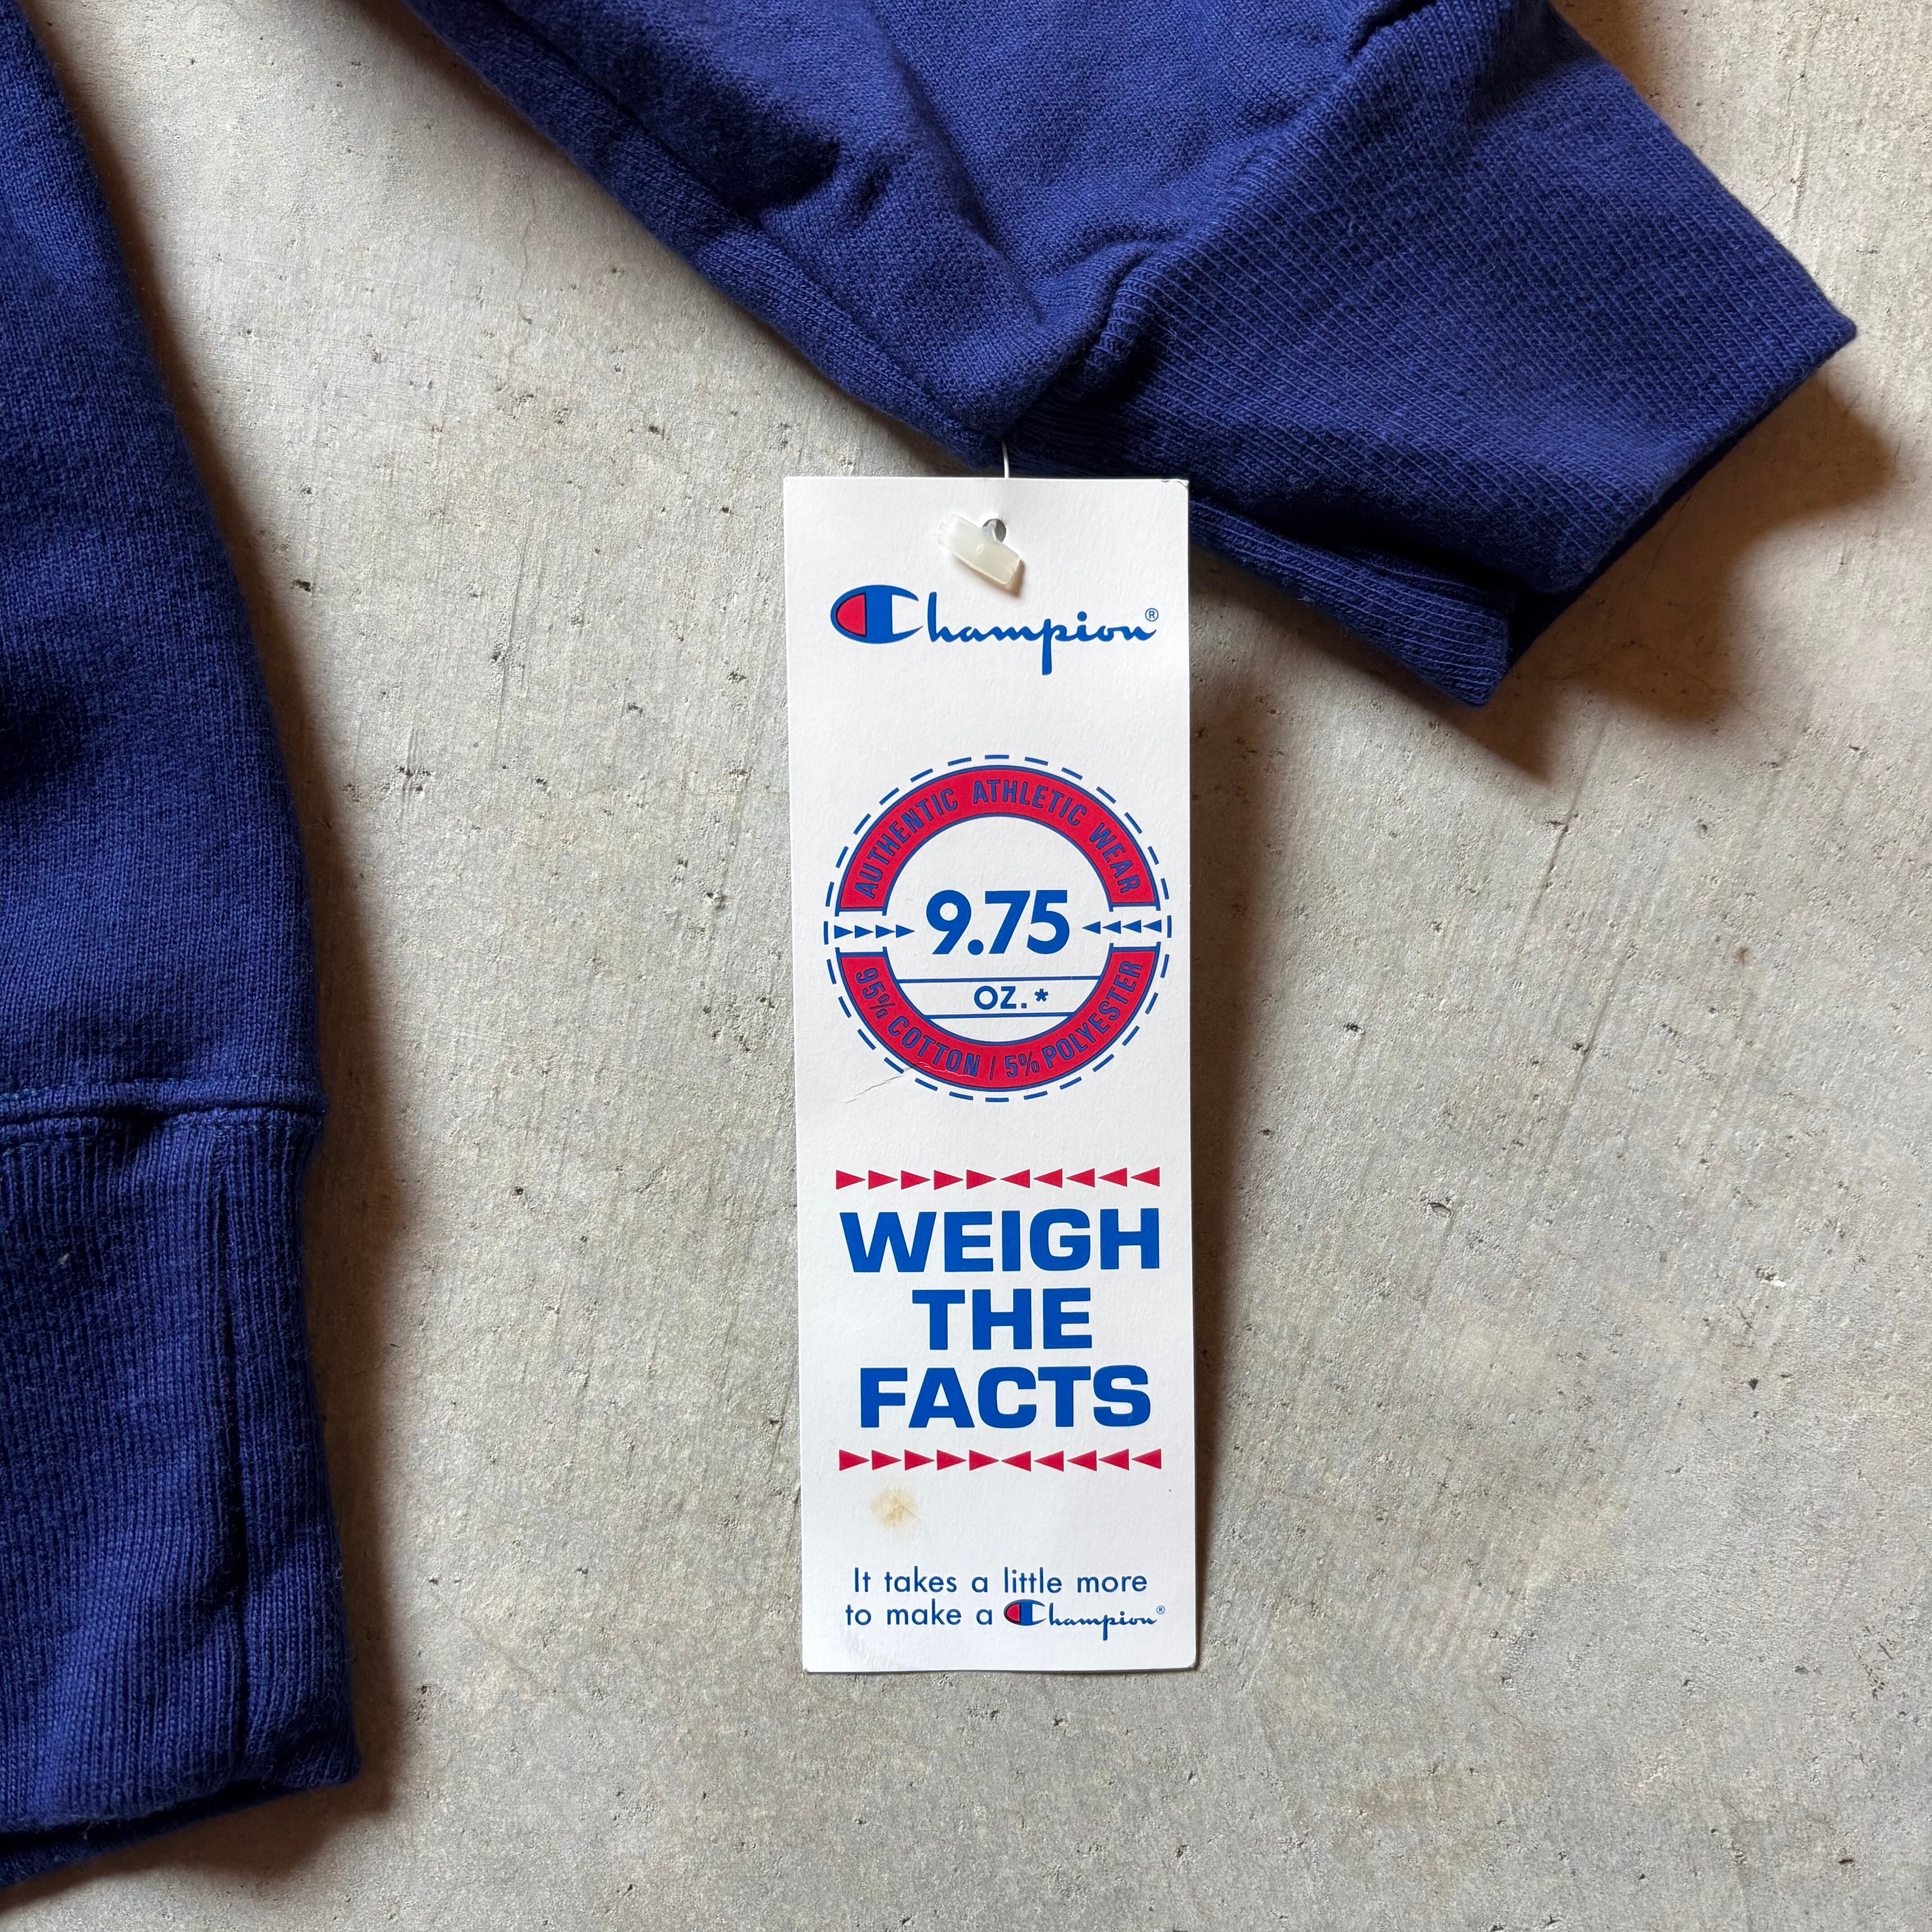 Champion®
AUTHENTIC ATHLETIC WEAR
9.75
OZ.*
95% COTTON | 5% POLYESTER
WEIGH
THE
FACTS
It takes a little more
to make a Champion®